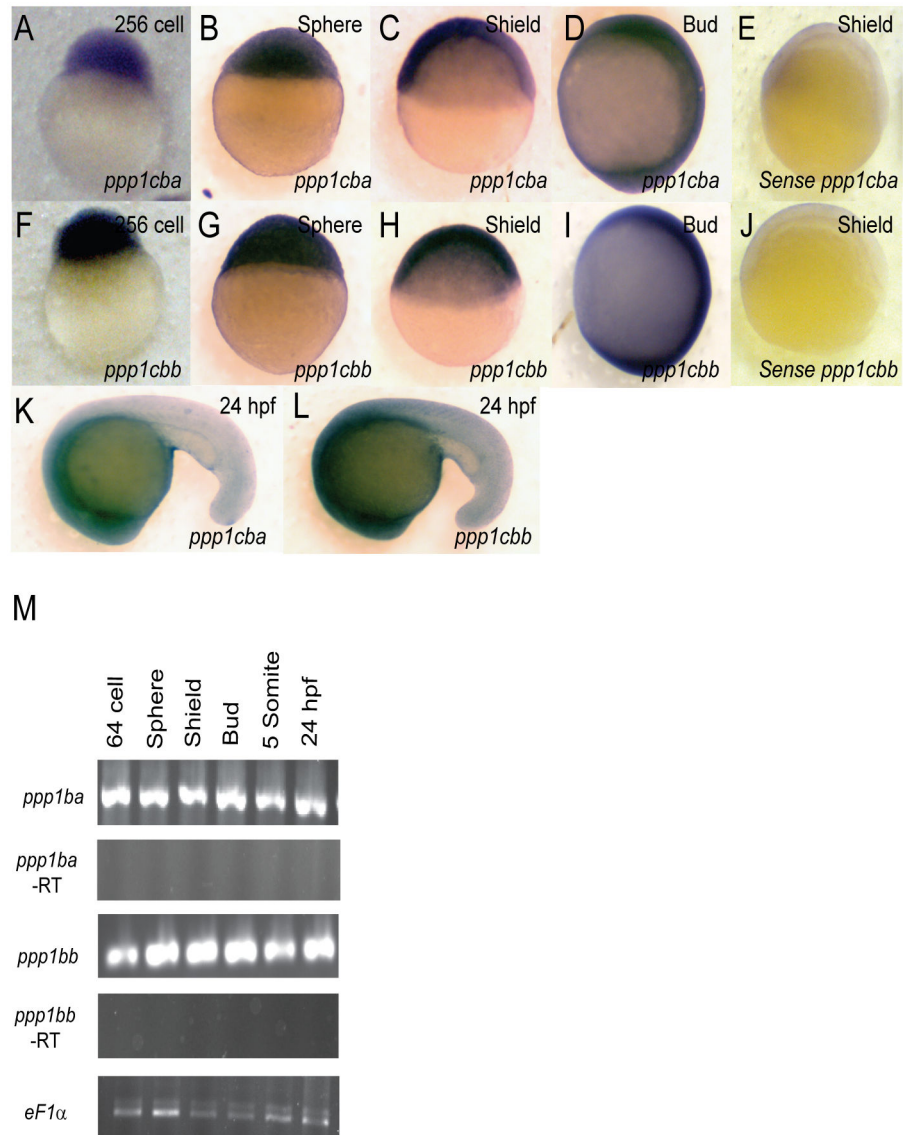 A 256 cell ppp1cba
B Sphere ppp1cba
C Shield ppp1cba
D Bud ppp1cba
E Shield Sense ppp1cba
F 256 cell ppp1cbb
G Sphere ppp1cbb
H Shield ppp1cbb
I Bud ppp1cbb
J Shield Sense ppp1cbb
K 24 hpf ppp1cba
L 24 hpf ppp1cbb
M
64 cell
Sphere
Shield
Bud
5 Somite
24 hpf
ppp1ba
ppp1ba
-RT
ppp1bb
ppp1bb
-RT
eF1α